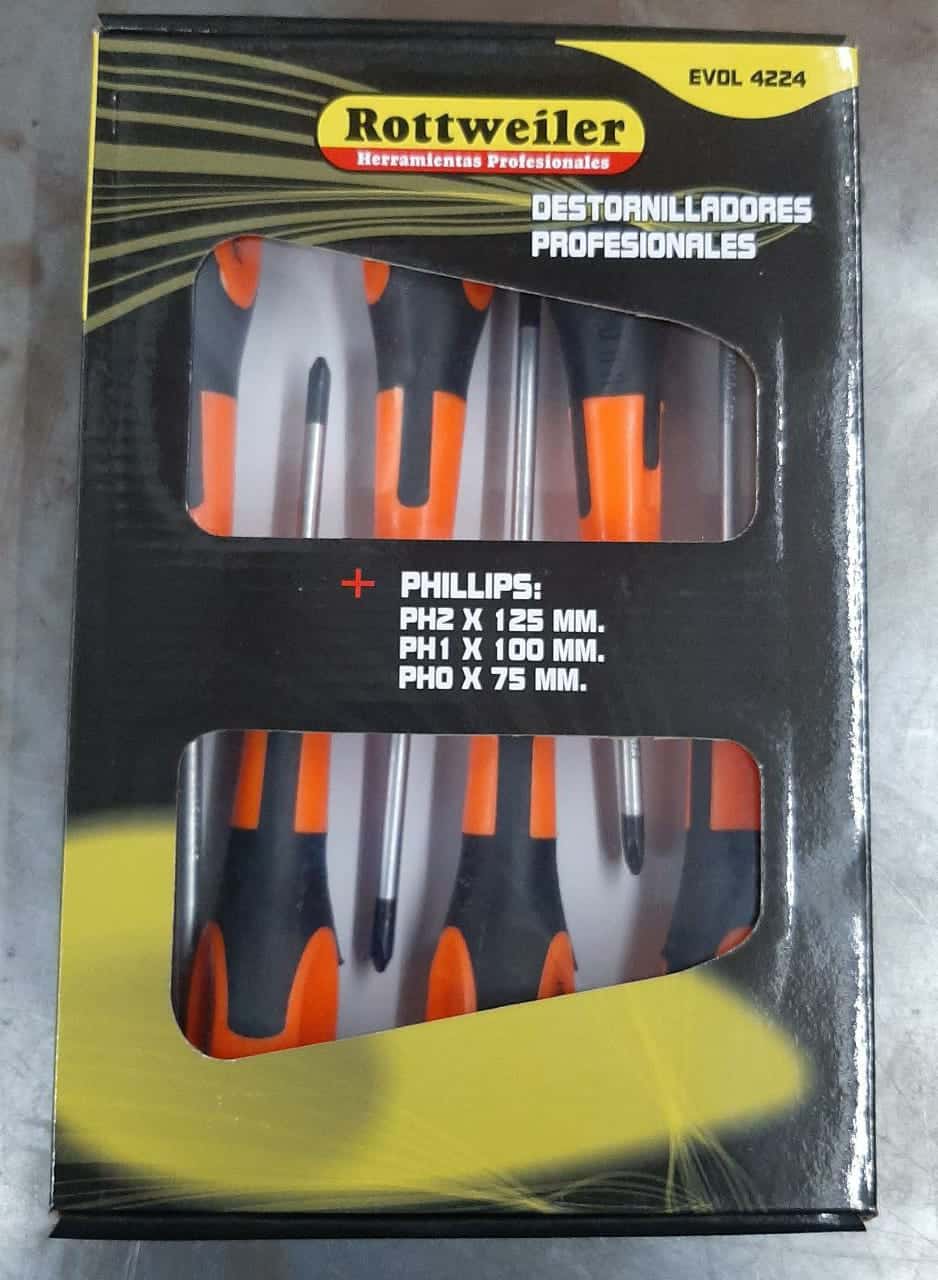 EVOL 4224
Rottweiler
Herramientas Profesionales
DESTORNILLADORES
PROFESIONALES
+ PHILLIPS:
PH2 X 125 MM.
PH1 X 100 MM.
PH0 X 75 MM.